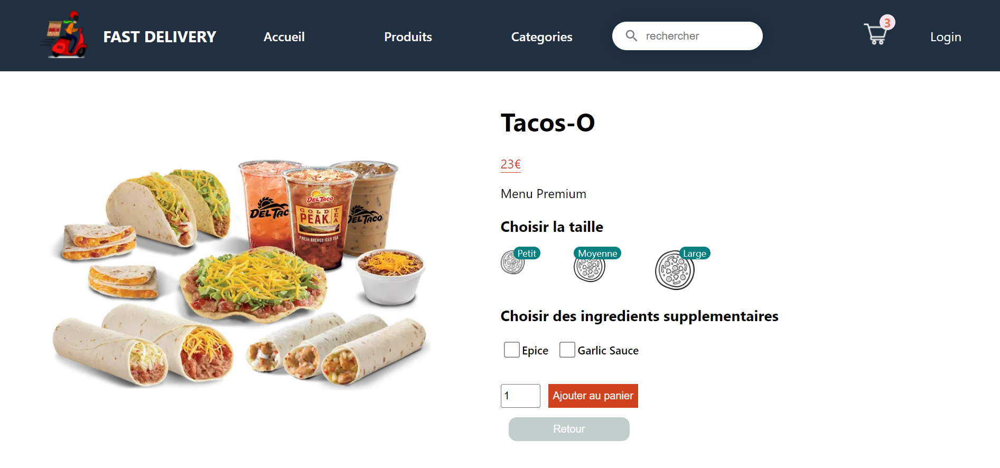 FAST DELIVERY
Accueil
Produits
Categories
rechercher
3
Login
Tacos-O
23€
Menu Premium
Choisir la taille
Petit
Moyenne
Large
Choisir des ingredients supplementaires
Epice
Garlic Sauce
1
Ajouter au panier
Retour
DEL TAC
DEL TACO
GOLD
PEAK
TEA
FRESH BREWED ICED TEA
DEL TACO